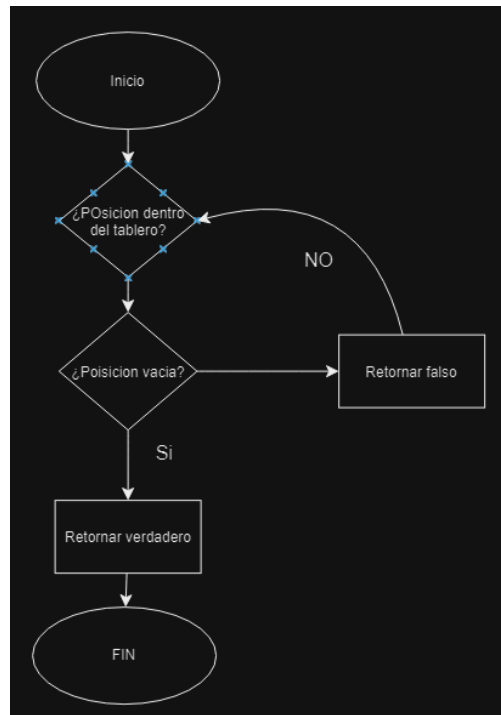 Inicio
¿POsicion dentro
del tablero?
NO
¿Poisicion vacia?
Retornar falso
Si
Retornar verdadero
FIN